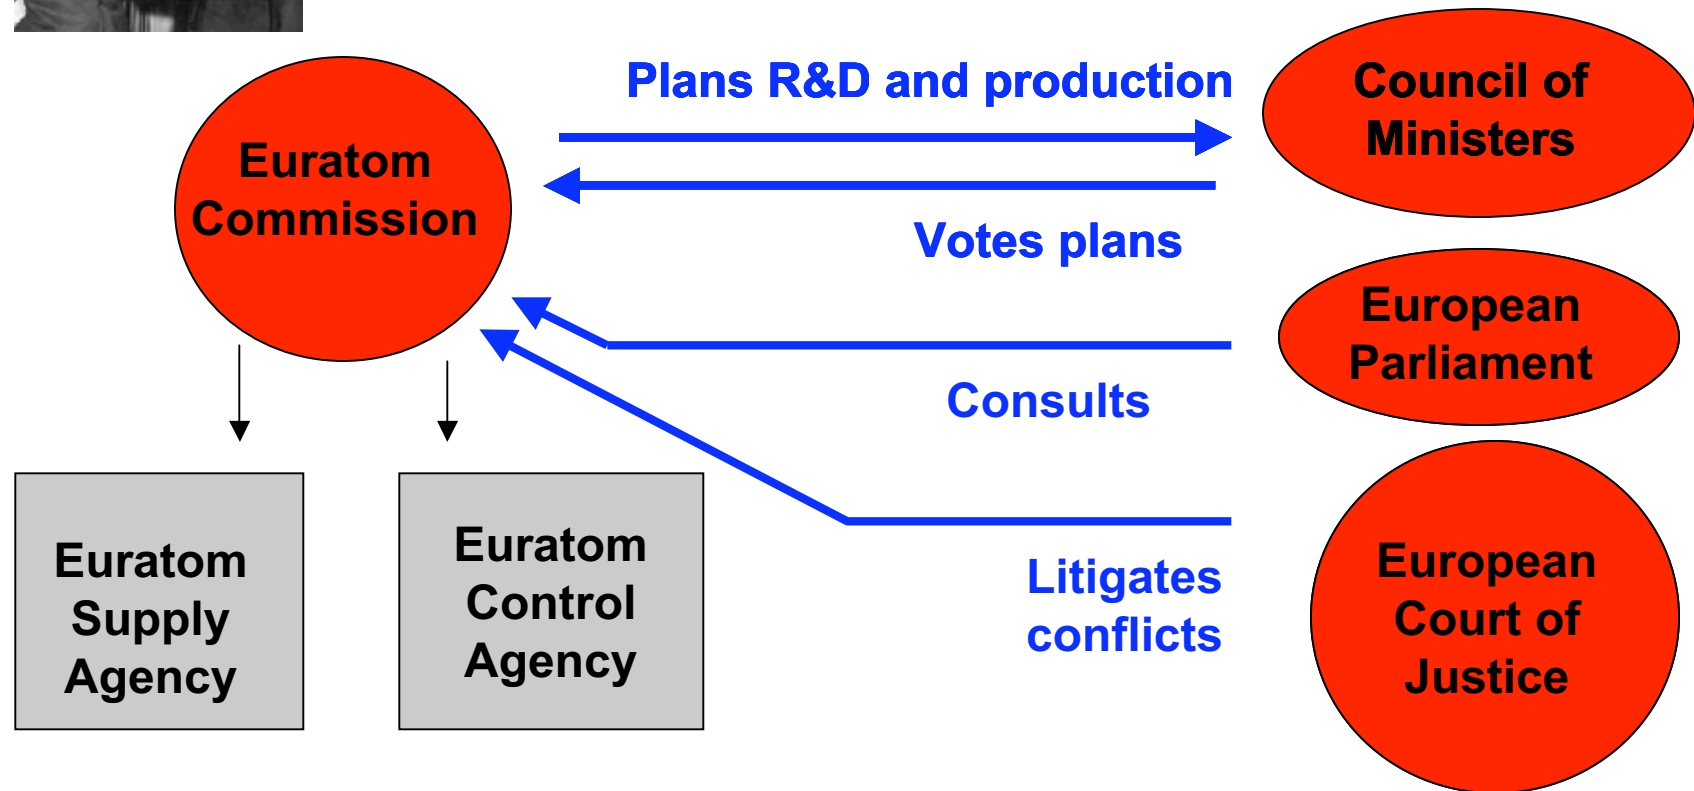 Plans R&D and production
Council of
Ministers
Euratom
Commission
Votes plans
European
Parliament
Consults
Euratom
Supply
Agency
Euratom
Control
Agency
Litigates
conflicts
European
Court of
Justice